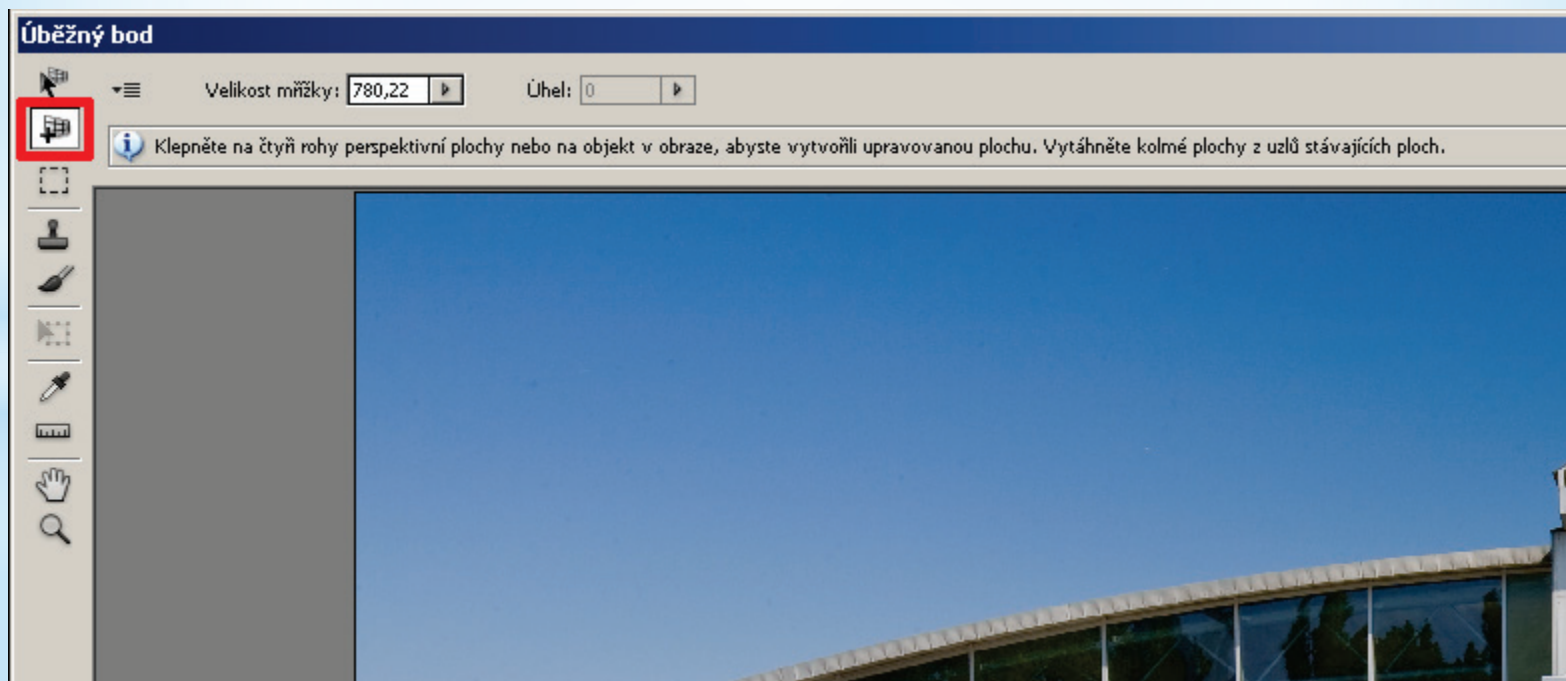 Úběžný bod
Velikost mřížky: 780,22 Úhel: 0
Klepněte na čtyři rohy perspektivní plochy nebo na objekt v obraze, abyste vytvořili upravovanou plochu. Vytáhněte kolmé plochy z uzlů stávajících ploch.